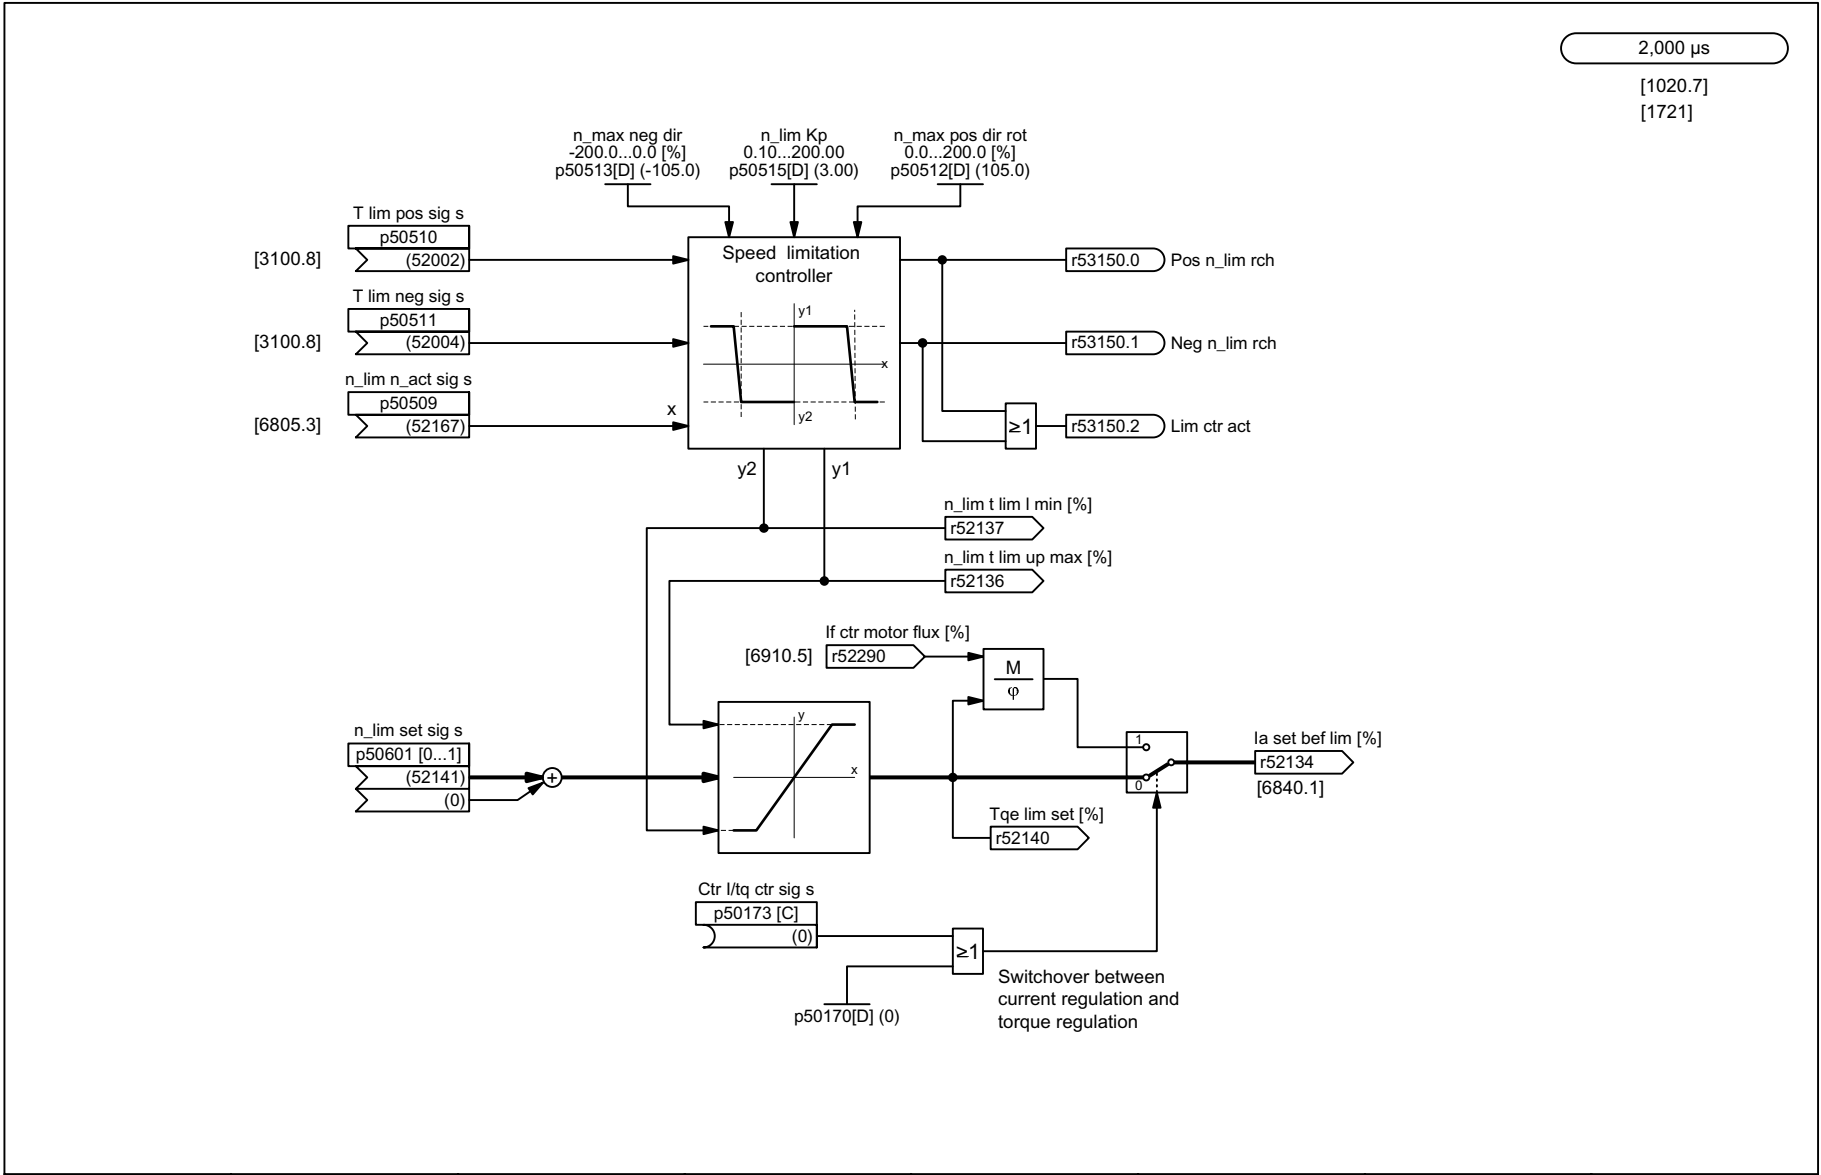 2,000 µs
[1020.7]
[1721]
n_max neg dir
-200.0...0.0 [%]
p50513[D] (-105.0)
n_lim Kp
0.10...200.00
p50515[D] (3.00)
n_max pos dir rot
0.0...200.0 [%]
p50512[D] (105.0)
T lim pos sig s
p50510
[3100.8]
(52002)
T lim neg sig s
p50511
[3100.8]
(52004)
n_lim n_act sig s
p50509
[6805.3]
(52167)
x
Speed limitation
controller
y1
x
y2
r53150.0
Pos n_lim rch
r53150.1
Neg n_lim rch
≥1
r53150.2
Lim ctr act
y2
y1
n_lim t lim l min [%]
r52137
n_lim t lim up max [%]
r52136
If ctr motor flux [%]
[6910.5]
r52290
M
φ
n_lim set sig s
p50601 [0...1]
(52141)
(0)
+
y
x
1
0
Ia set bef lim [%]
r52134
[6840.1]
Tqe lim set [%]
r52140
Ctr I/tq ctr sig s
p50173 [C]
(0)
≥1
p50170[D] (0)
Switchover between
current regulation and
torque regulation